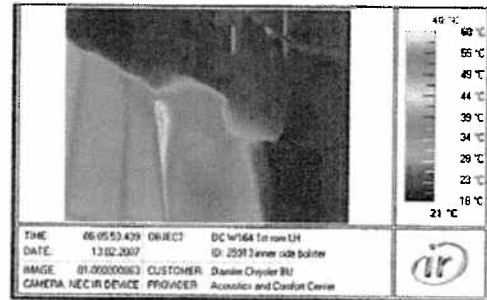 40 °C
60 °C
55 °C
49 °C
44 °C
39 °C
34 °C
29 °C
23 °C
18 °C
21 °C
TIME: 06:05:53.439 OBJECT: DC W164 1st row LH
DATE: 13.02.2007 ID: 25913 inner side bolster
IMAGE: 01-000000063 CUSTOMER: Daimler Chrysler BU
CAMERA: NEC IR DEVICE PROVIDER: Acoustics and Comfort Center
ir